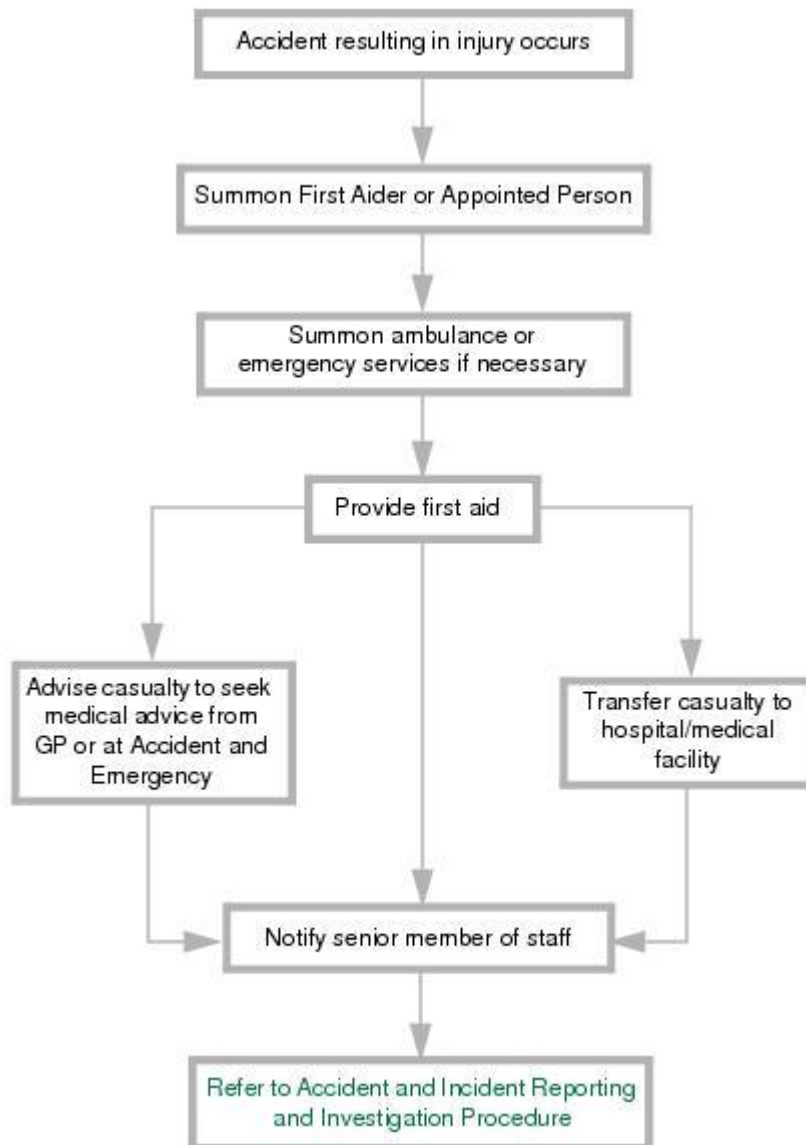 Accident resulting in injury occurs
Summon First Aider or Appointed Person
Summon ambulance or
emergency services if necessary
Provide first aid
Advise casualty to seek
medical advice from
GP or at Accident and
Emergency
Transfer casualty to
hospital/medical
facility
Notify senior member of staff
Refer to Accident and Incident Reporting
and Investigation Procedure